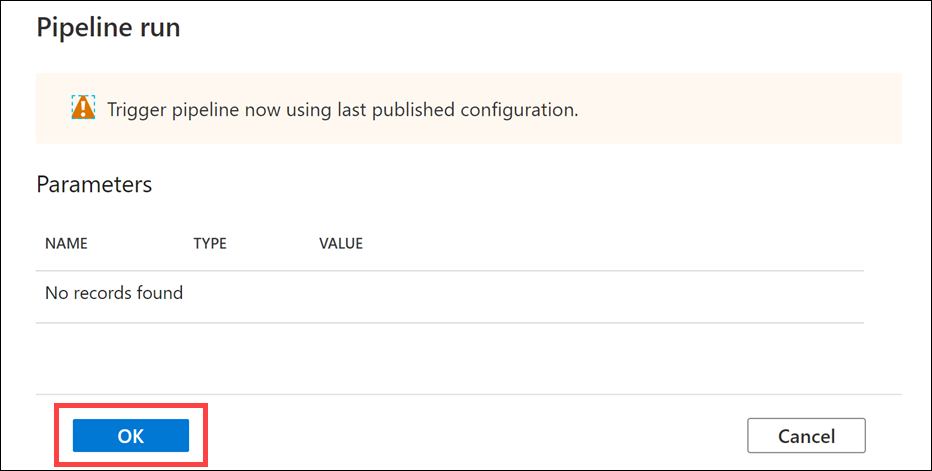 Pipeline run
Trigger pipeline now using last published configuration.
Parameters
NAME TYPE VALUE
No records found
OK Cancel